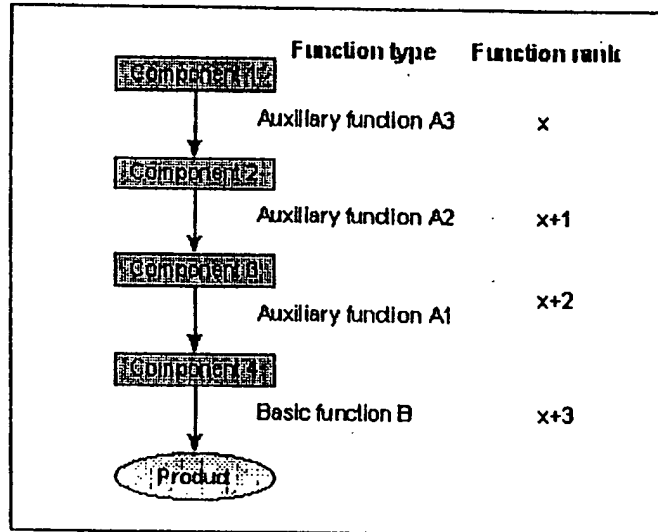 Function type Function rank
Component 1
Auxiliary function A3 x
Component 2
Auxiliary function A2 x+1
Component 3
Auxiliary function A1 x+2
Component 4
Basic function B x+3
Product